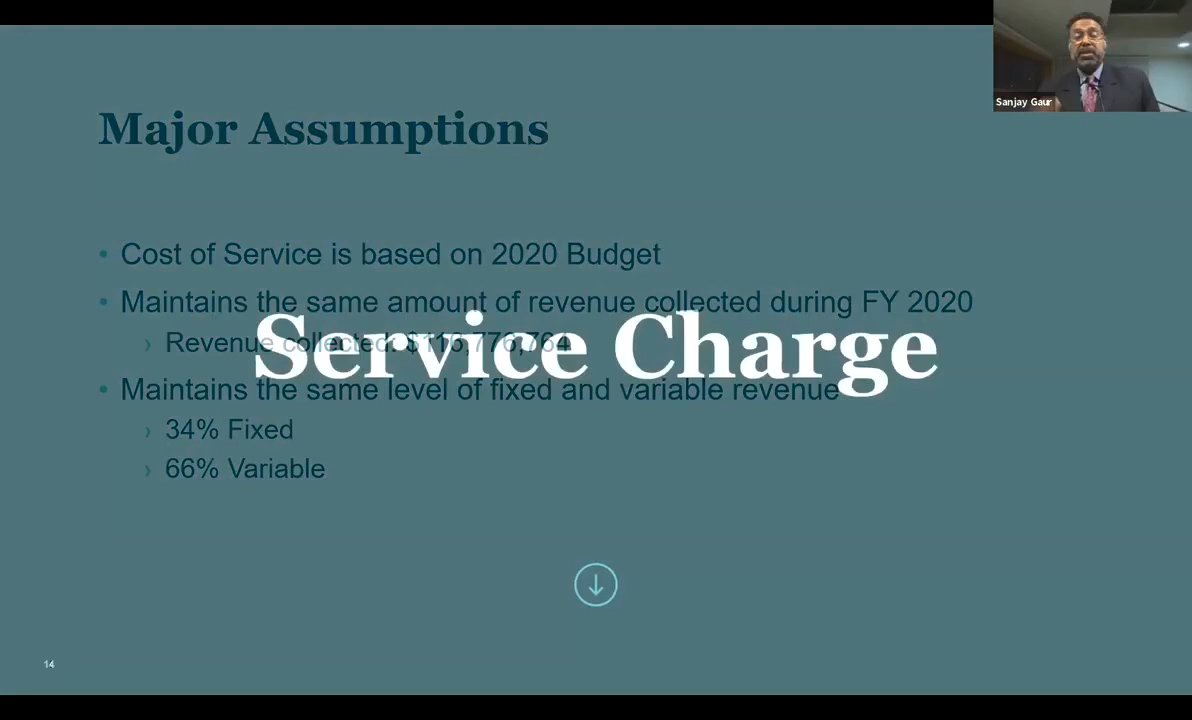 Sanjay Gaur
Major Assumptions
• Cost of Service is based on 2020 Budget
• Maintains the same amount of revenue collected during FY 2020
› Revenue collected:
Service Charge
• Maintains the same level of fixed and variable revenue
› 34% Fixed
› 66% Variable
14